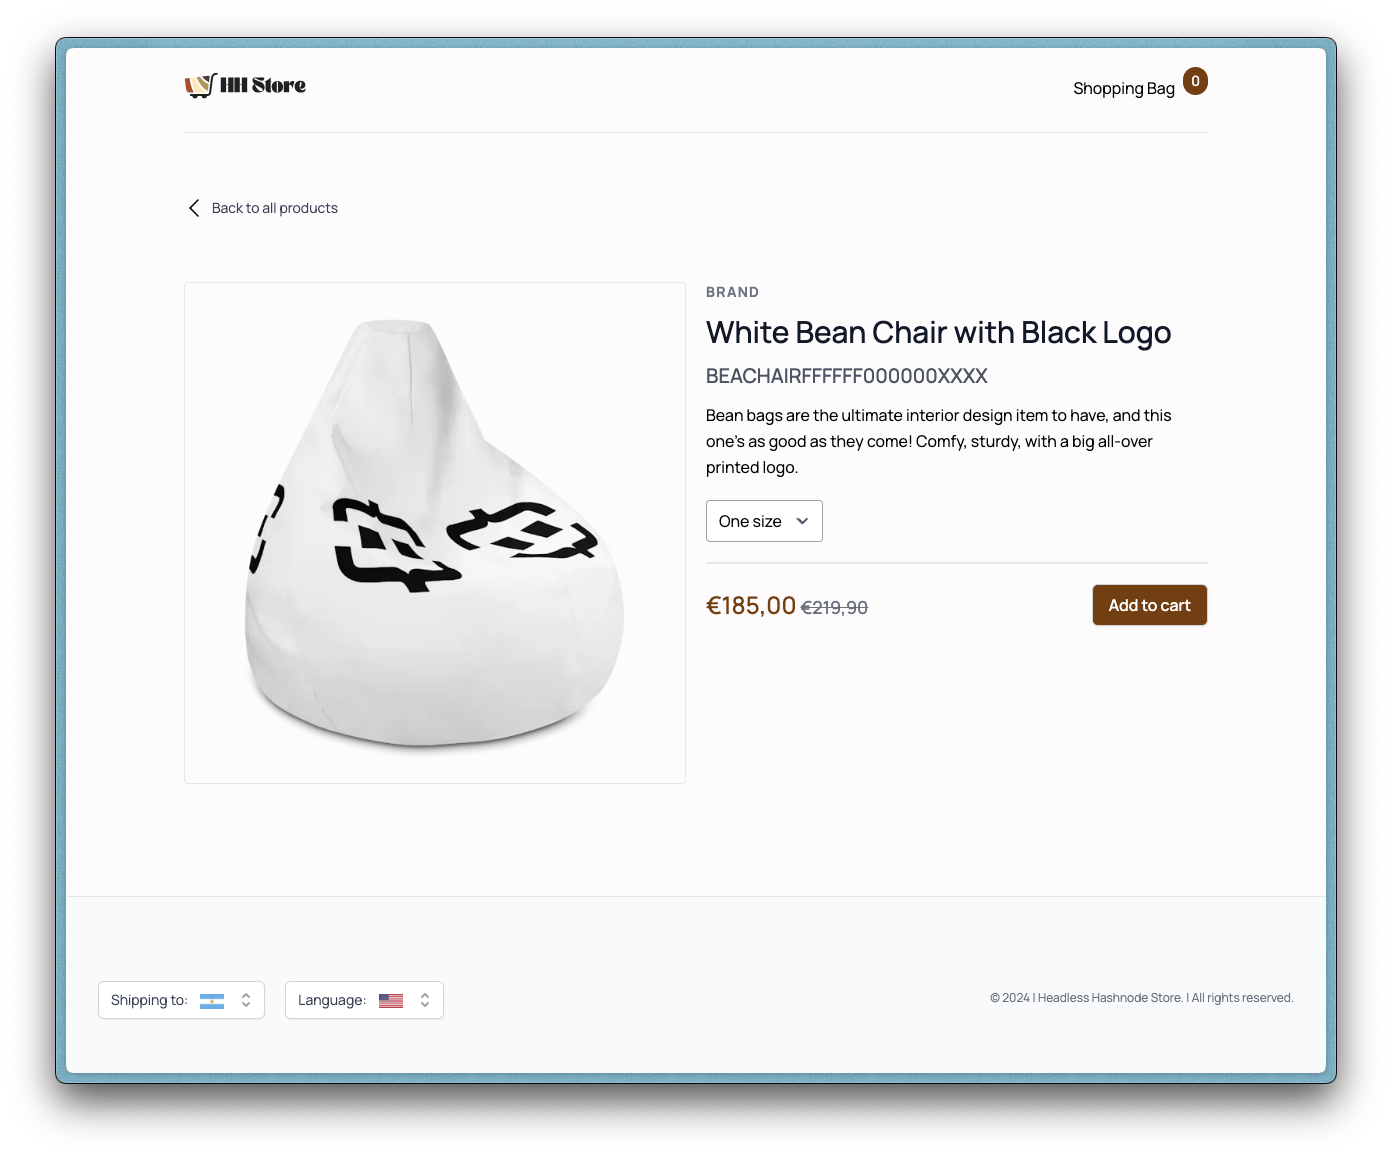 HH Store
Shopping Bag 0
Back to all products
BRAND
White Bean Chair with Black Logo
BEACHAIRFFFFFF000000XXXX
Bean bags are the ultimate interior design item to have, and this
one's as good as they come! Comfy, sturdy, with a big all-over
printed logo.
One size
€185,00 €219,90
Add to cart
Shipping to:
Language:
© 2024 | Headless Hashnode Store. | All rights reserved.